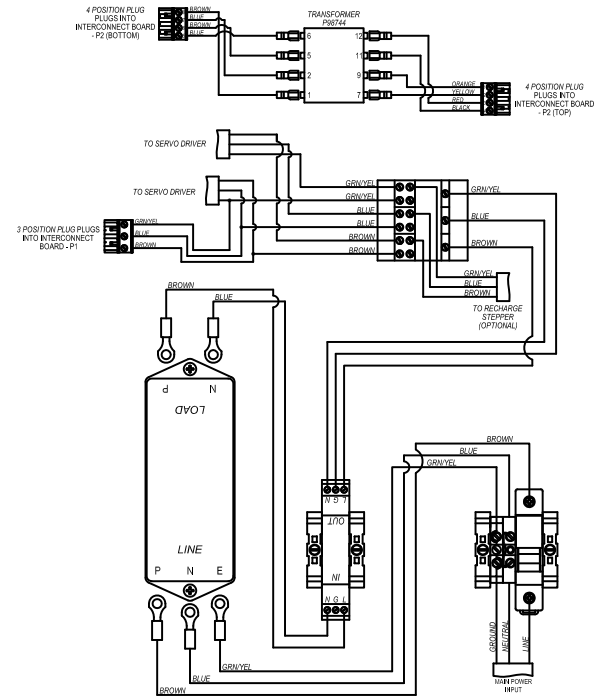 4 POSITION PLUG
PLUGS INTO
INTERCONNECT BOARD
- P2 (BOTTOM)
BROWN
BLUE
BROWN
BLUE
TRANSFORMER
P98744
6
5
2
1
12
11
9
7
ORANGE
YELLOW
RED
BLACK
4 POSITION PLUG
PLUGS INTO
INTERCONNECT BOARD
- P2 (TOP)
TO SERVO DRIVER
TO SERVO DRIVER
3 POSITION PLUG PLUGS
INTO INTERCONNECT
BOARD - P1
GRN/YEL
BLUE
BROWN
GRN/YEL
GRN/YEL
BLUE
BLUE
BROWN
BROWN
GRN/YEL
BLUE
BROWN
GRN/YEL
BLUE
BROWN
TO RECHARGE
STEPPER
(OPTIONAL)
BROWN
BLUE
P
N
LOAD
LINE
P N E
BROWN
BLUE
GRN/YEL
L G N
OUT
IN
N G L
BROWN
BLUE
GRN/YEL
GROUND
NEUTRAL
LINE
MAIN POWER
INPUT
GRN/YEL
BLUE
BROWN